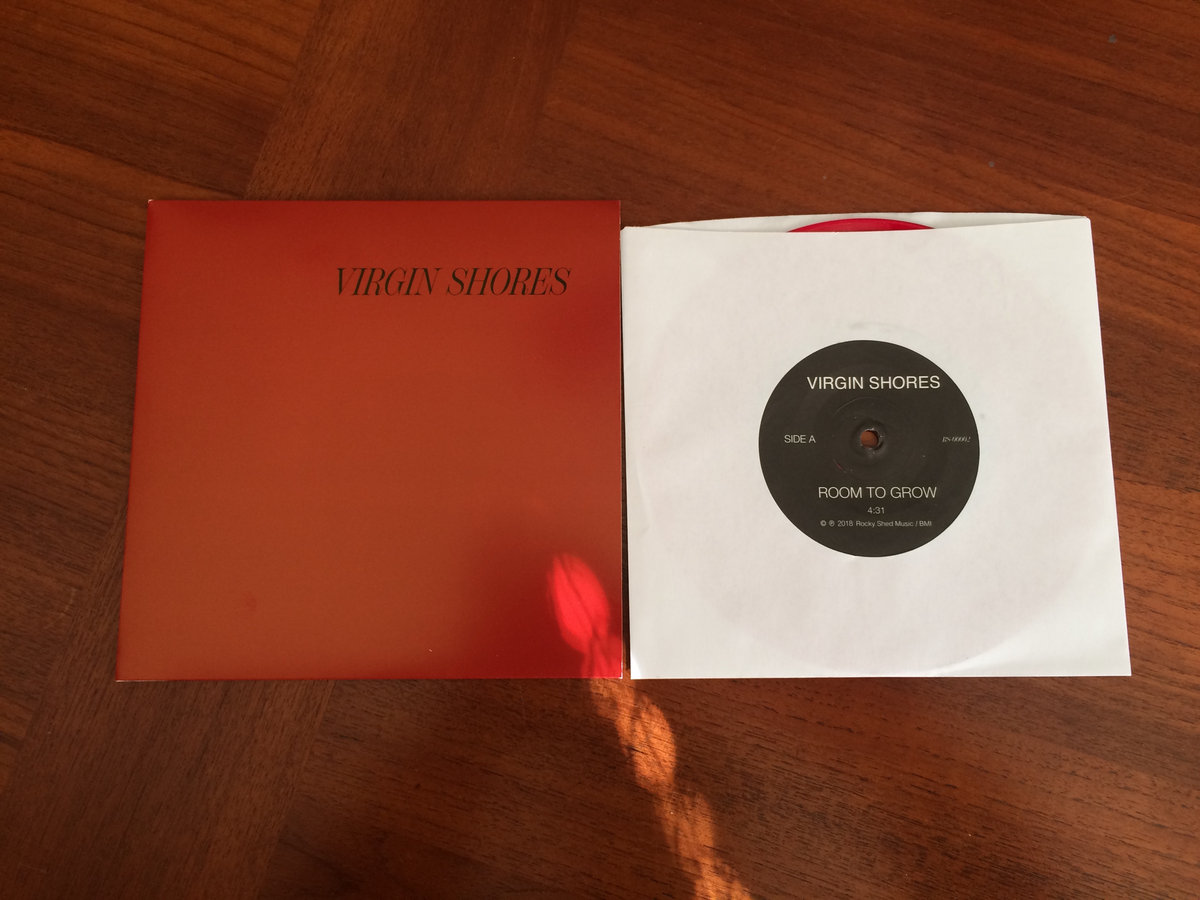 VIRGIN SHORES
VIRGIN SHORES
SIDE A
RS-00002
ROOM TO GROW
4:31
© ℗ 2018 Rocky Shed Music / BMI